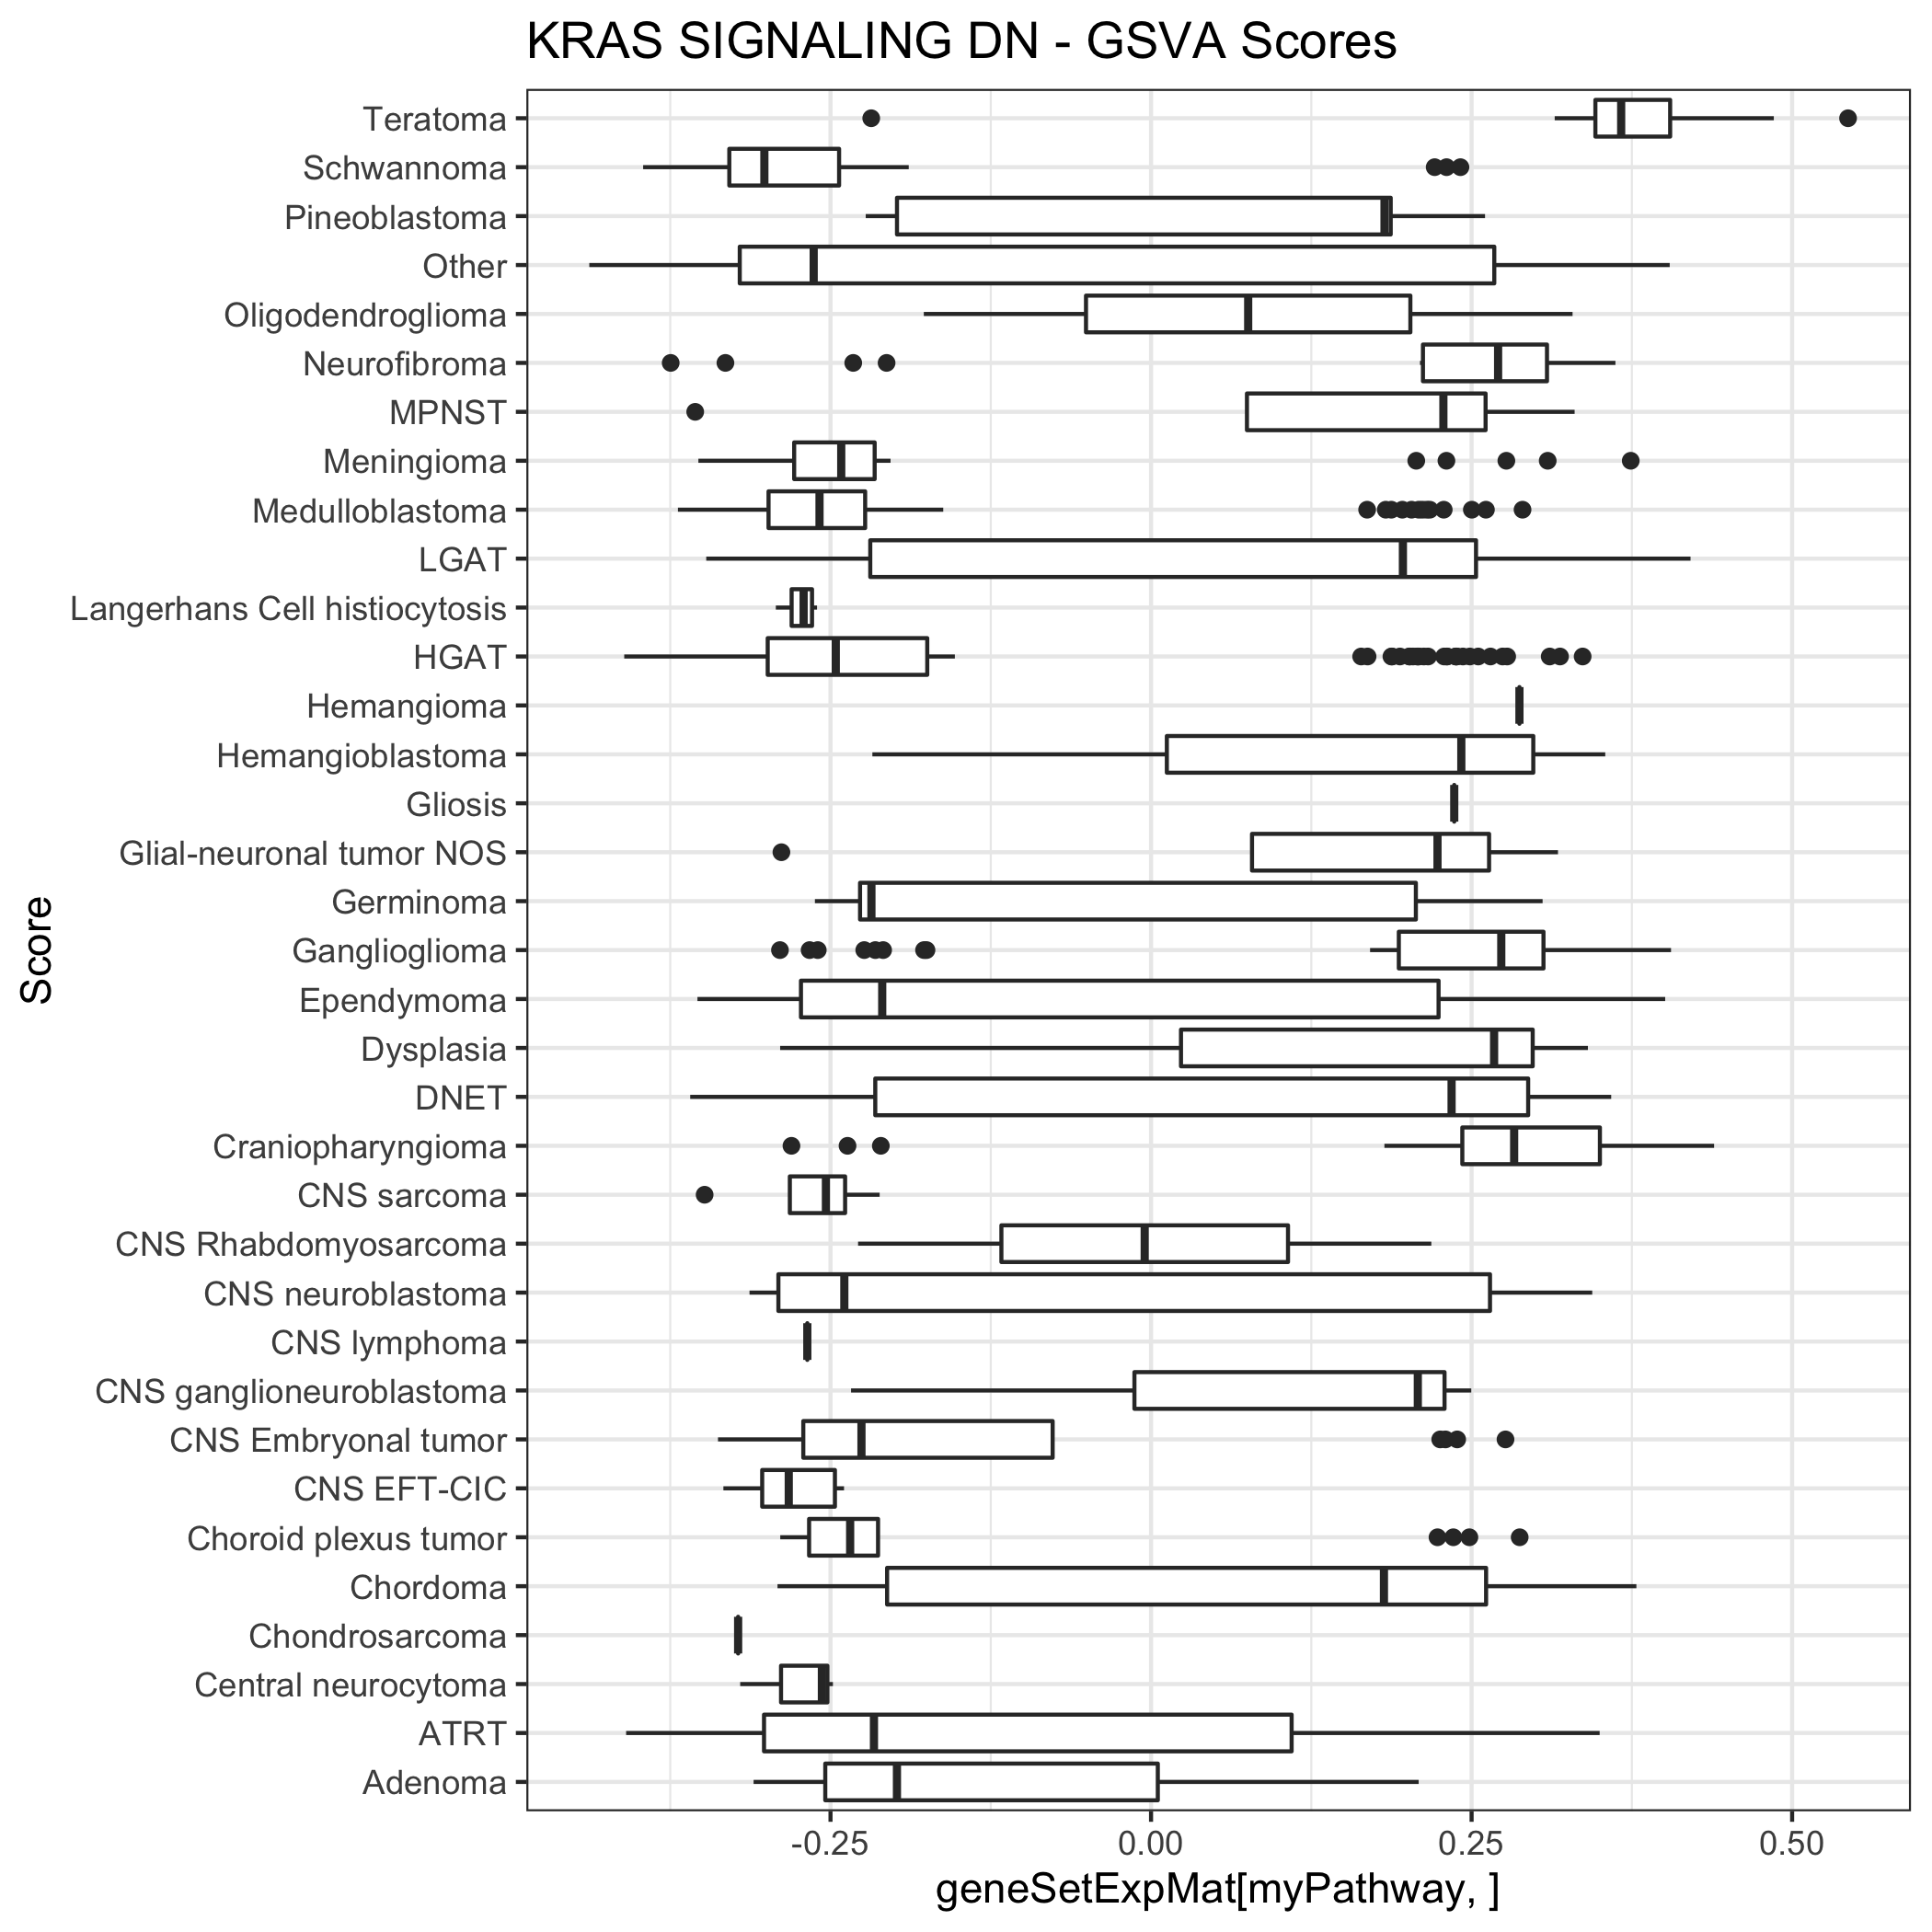 KRAS SIGNALING DN - GSVA Scores
Teratoma
Schwannoma
Pineoblastoma
Other
Oligodendroglioma
Neurofibroma
MPNST
Meningioma
Medulloblastoma
LGAT
Langerhans Cell histiocytosis
HGAT
Hemangioma
Hemangioblastoma
Gliosis
Glial-neuronal tumor NOS
Germinoma
Ganglioglioma
Ependymoma
Dysplasia
DNET
Craniopharyngioma
CNS sarcoma
CNS Rhabdomyosarcoma
CNS neuroblastoma
CNS lymphoma
CNS ganglioneuroblastoma
CNS Embryonal tumor
CNS EFT-CIC
Choroid plexus tumor
Chordoma
Chondrosarcoma
Central neurocytoma
ATRT
Adenoma
Score
-0.25 0.00 0.25 0.50
geneSetExpMat[myPathway, ]